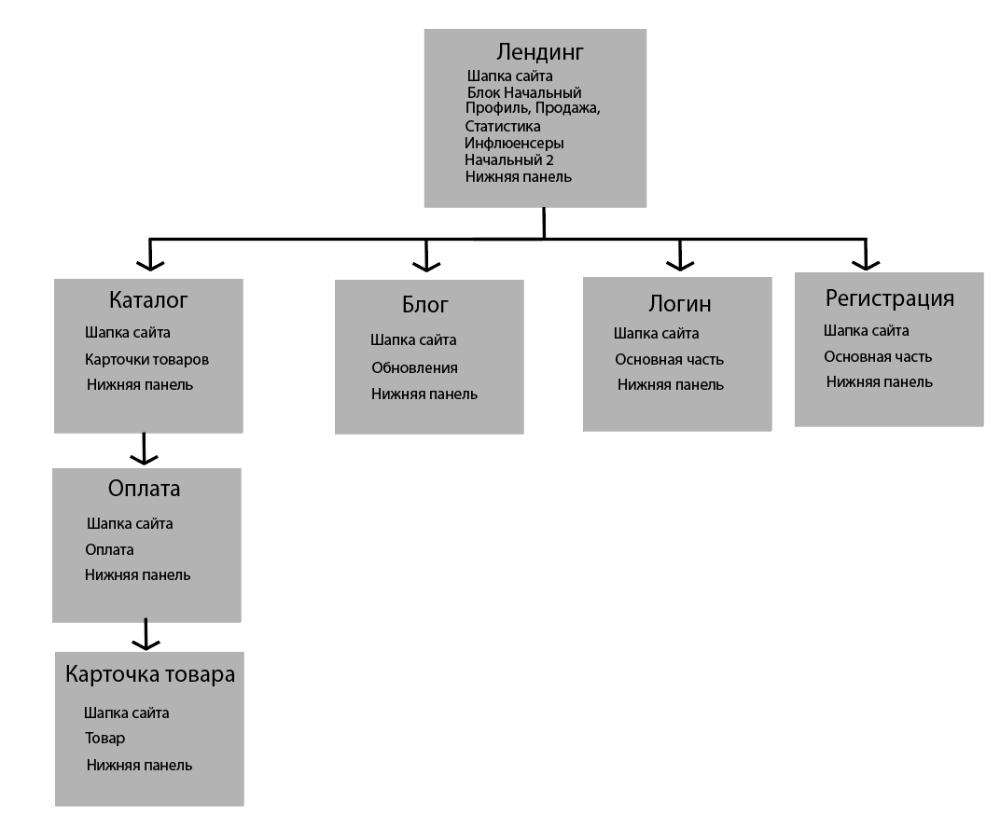 Лендинг
Шапка сайта
Блок Начальный
Профиль, Продажа,
Статистика
Инфлюенсеры
Начальный 2
Нижняя панель
Каталог
Шапка сайта
Карточки товаров
Нижняя панель
Блог
Шапка сайта
Обновления
Нижняя панель
Логин
Шапка сайта
Основная часть
Нижняя панель
Регистрация
Шапка сайта
Основная часть
Нижняя панель
Оплата
Шапка сайта
Оплата
Нижняя панель
Карточка товара
Шапка сайта
Товар
Нижняя панель